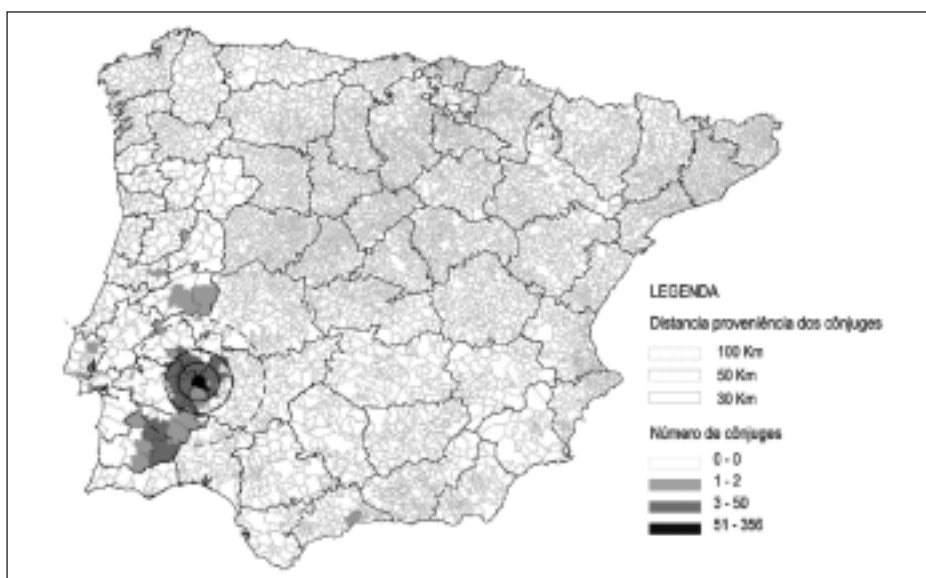 LEGENDA
Distancia proveniência dos cônjuges
100 Km
50 Km
30 Km
Número de cônjuges
0 - 0
1 - 2
3 - 50
51 - 356